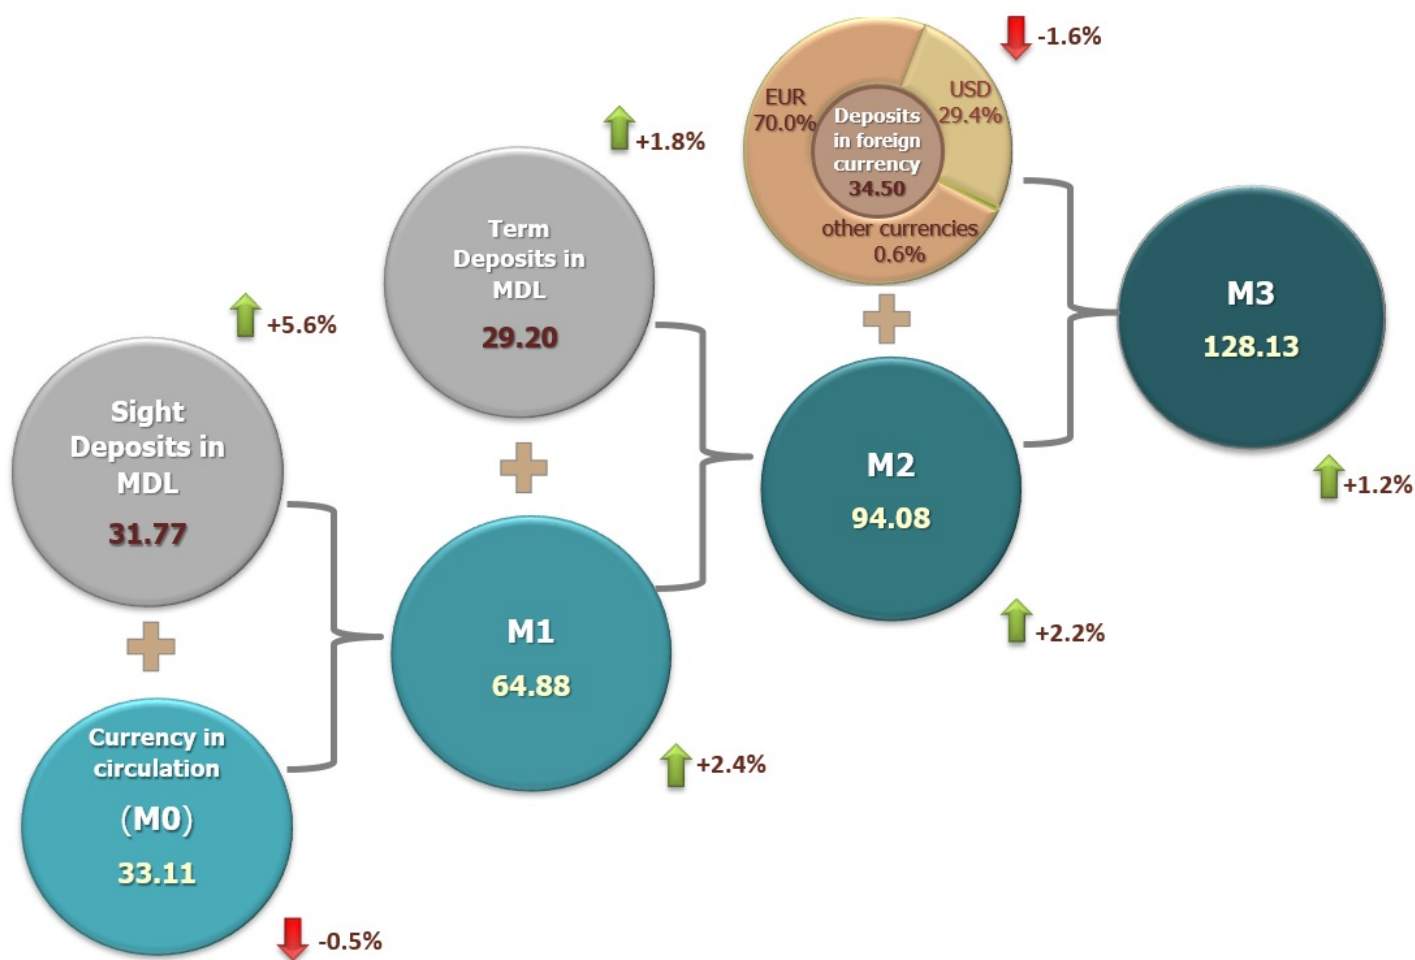 +5.6%
Sight
Deposits in
MDL
31.77
Currency in
circulation
(M0)
33.11
-0.5%
+1.8%
Term
Deposits in
MDL
29.20
M1
64.88
+2.4%
-1.6%
EUR
70.0%
USD
29.4%
Deposits
in foreign
currency
34.50
other currencies
0.6%
M2
94.08
+2.2%
M3
128.13
+1.2%